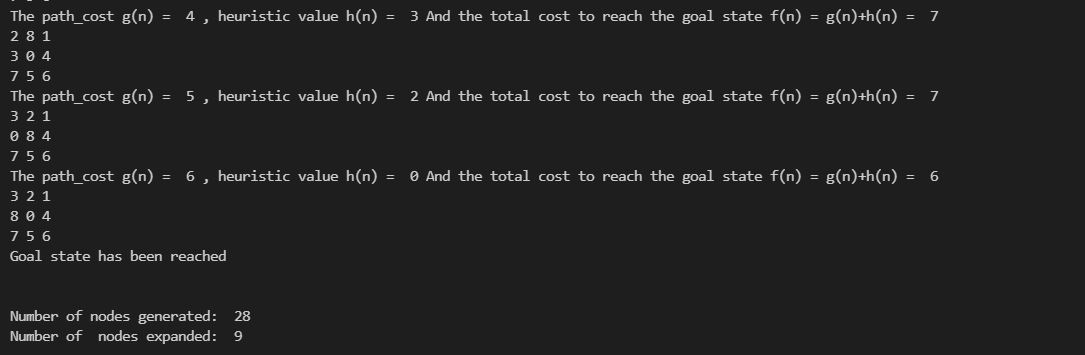 The path_cost g(n) =  4 , heuristic value h(n) =  3 And the total cost to reach the goal state f(n) = g(n)+h(n) =  7
2 8 1
3 0 4
7 5 6
The path_cost g(n) =  5 , heuristic value h(n) =  2 And the total cost to reach the goal state f(n) = g(n)+h(n) =  7
3 2 1
0 8 4
7 5 6
The path_cost g(n) =  6 , heuristic value h(n) =  0 And the total cost to reach the goal state f(n) = g(n)+h(n) =  6
3 2 1
8 0 4
7 5 6
Goal state has been reached
Number of nodes generated:  28
Number of  nodes expanded:  9